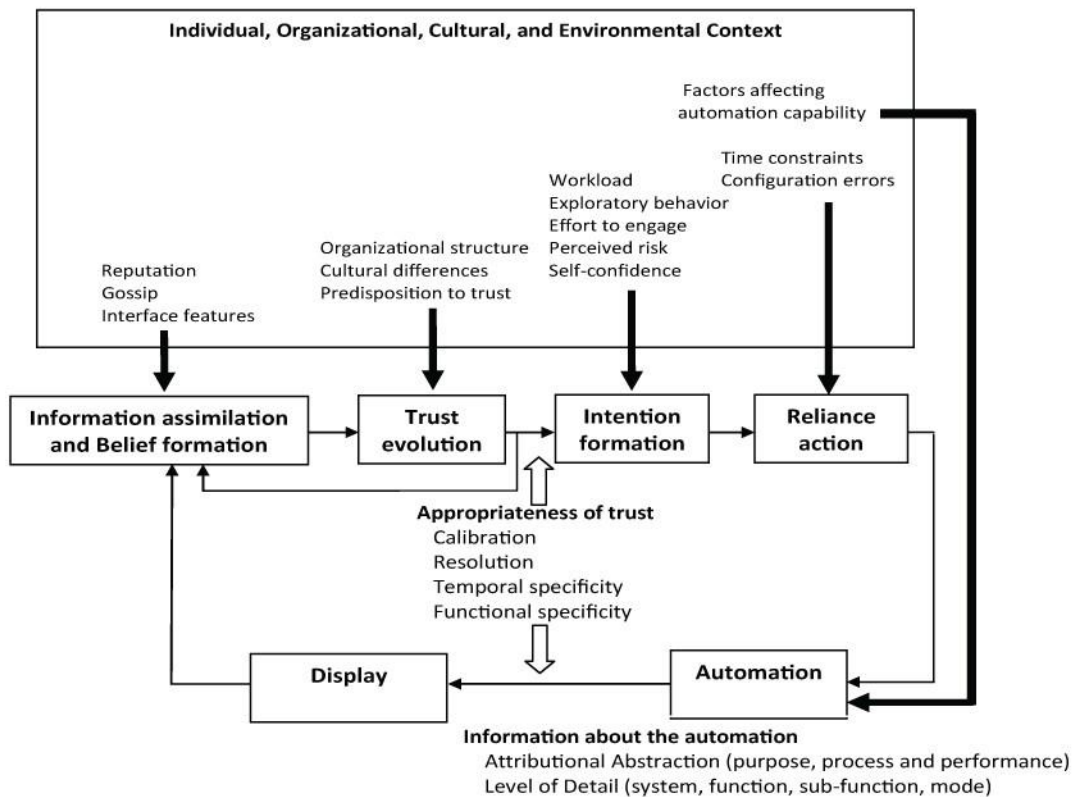 Individual, Organizational, Cultural, and Environmental Context
Factors affecting
automation capability
Time constraints
Configuration errors
Workload
Exploratory behavior
Effort to engage
Perceived risk
Self-confidence
Organizational structure
Cultural differences
Predisposition to trust
Reputation
Gossip
Interface features
Information assimilation
and Belief formation
Trust
evolution
Intention
formation
Reliance
action
Appropriateness of trust
Calibration
Resolution
Temporal specificity
Functional specificity
Display
Automation
Information about the automation
Attributional Abstraction (purpose, process and performance)
Level of Detail (system, function, sub-function, mode)